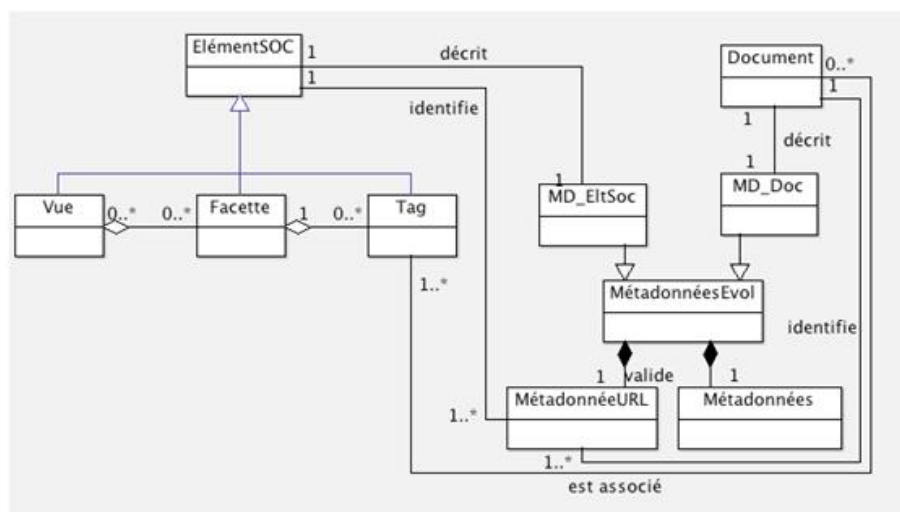 ElémentSOC
1
décrit
Document
0..*
1
identifie
1
1
décrit
1
1
MD_EltSoc
MD_Doc
Vue
0..*
0..*
Facette
1
0..*
Tag
1..*
MétadonnéesEvol
identifie
1
valide
1
1..*
MétadonnéeURL
Métadonnées
1..*
est associé